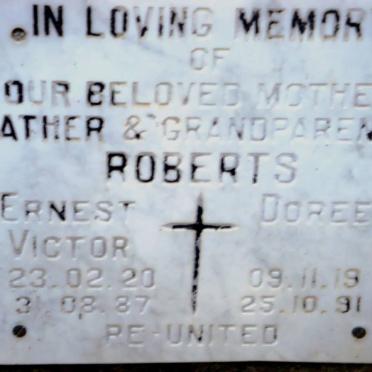 IN LOVING MEMOR
OF
OUR BELOVED MOTHE
ATHER & GRANDPAREN
ROBERTS
ERNEST DOREE
VICTOR
23.02.20 09.11.19
31.08.87 25.10.91
RE-UNITED